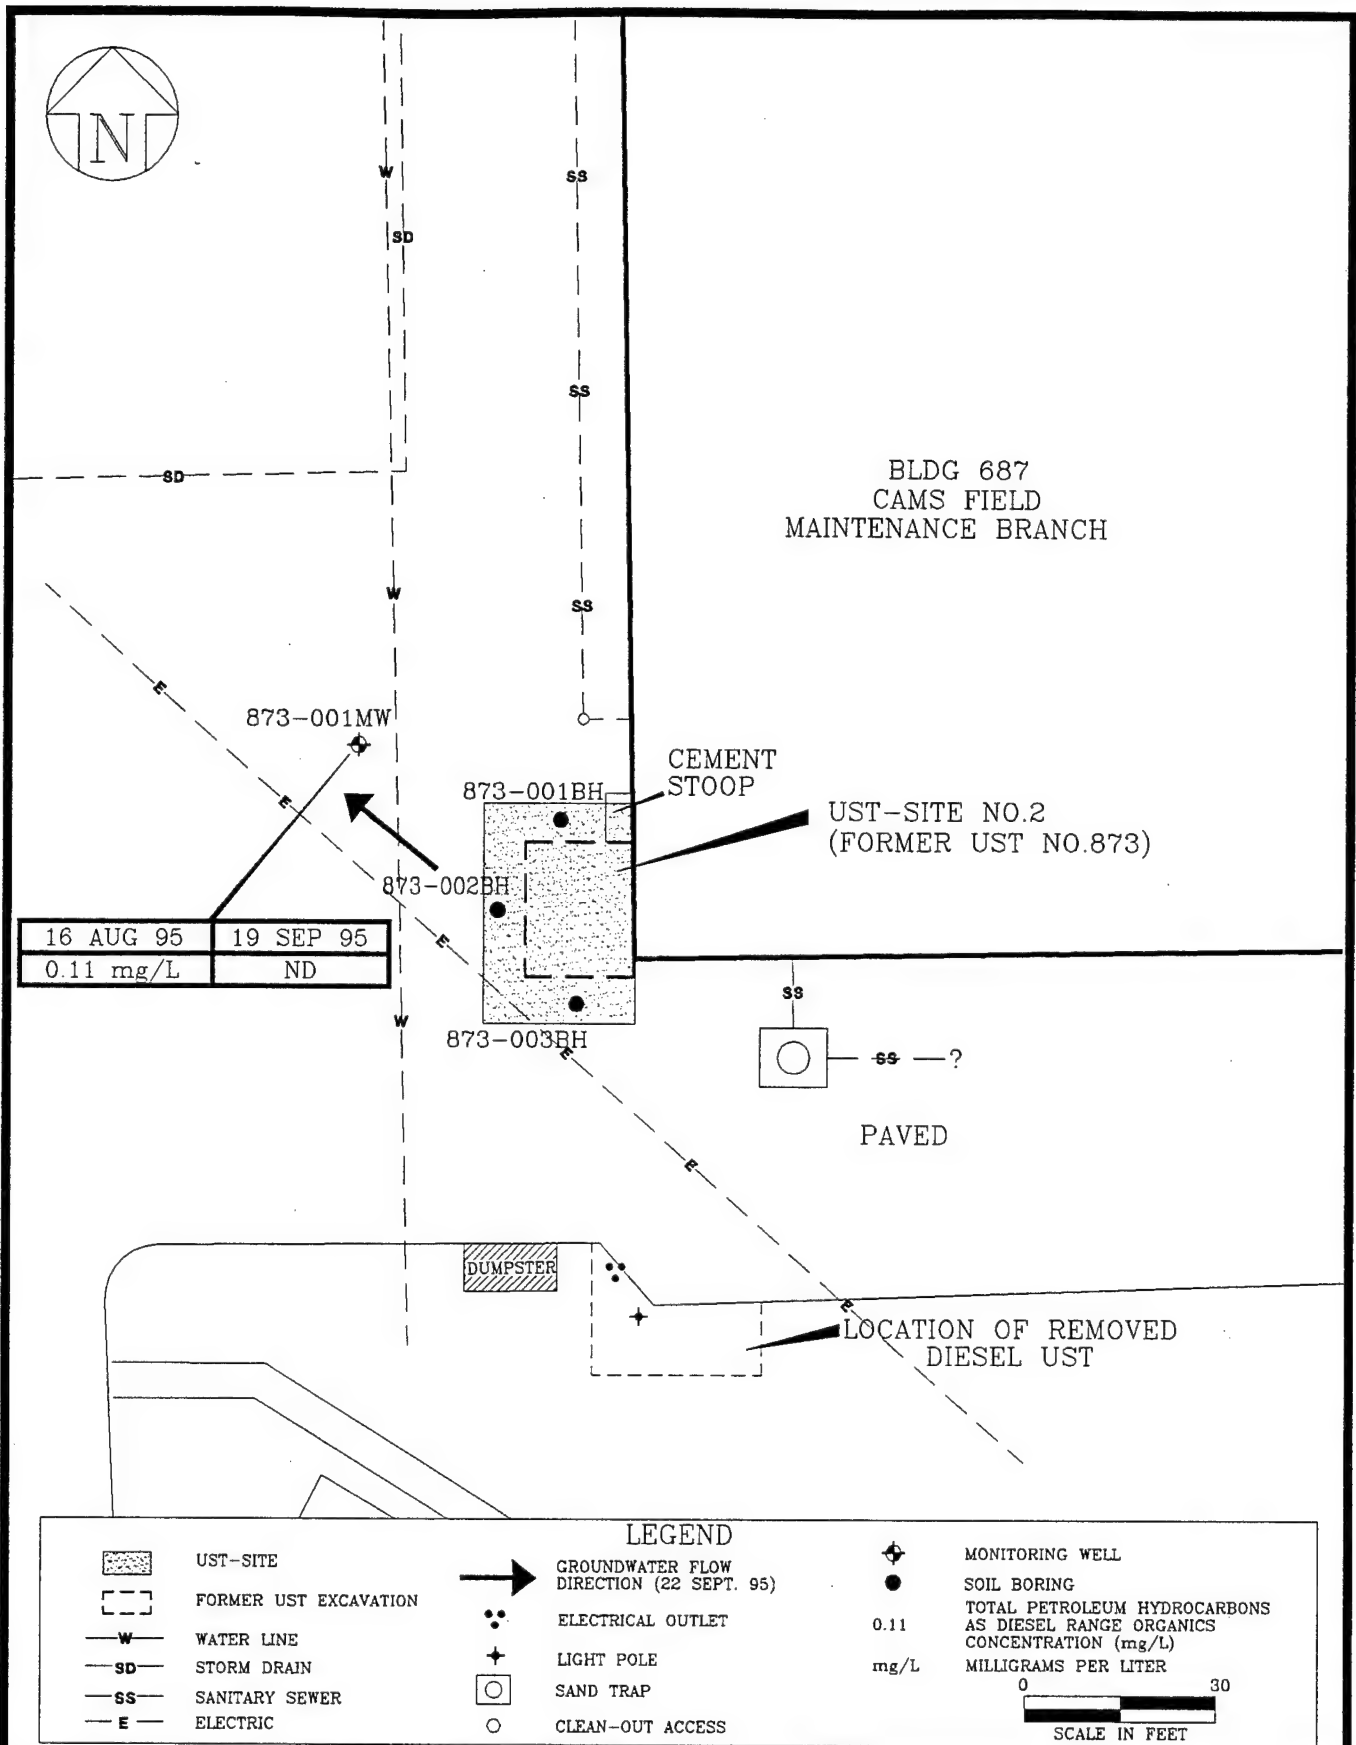 N
W
SS
SD
SS
SD
BLDG 687
CAMS FIELD
MAINTENANCE BRANCH
W
SS
E
873-001MW
CEMENT
STOOP
873-001BH
E
UST-SITE NO.2
(FORMER UST NO.873)
873-002BH
16 AUG 95 19 SEP 95
0.11 mg/L ND
E
SS
W
873-003BH
E
SS ?
PAVED
E
DUMPSTER
E
LOCATION OF REMOVED
DIESEL UST
LEGEND
UST-SITE
FORMER UST EXCAVATION
W WATER LINE
SD STORM DRAIN
SS SANITARY SEWER
E ELECTRIC
GROUNDWATER FLOW
DIRECTION (22 SEPT. 95)
ELECTRICAL OUTLET
LIGHT POLE
SAND TRAP
CLEAN-OUT ACCESS
MONITORING WELL
SOIL BORING
0.11 TOTAL PETROLEUM HYDROCARBONS
AS DIESEL RANGE ORGANICS
CONCENTRATION (mg/L)
mg/L MILLIGRAMS PER LITER
0 30
SCALE IN FEET